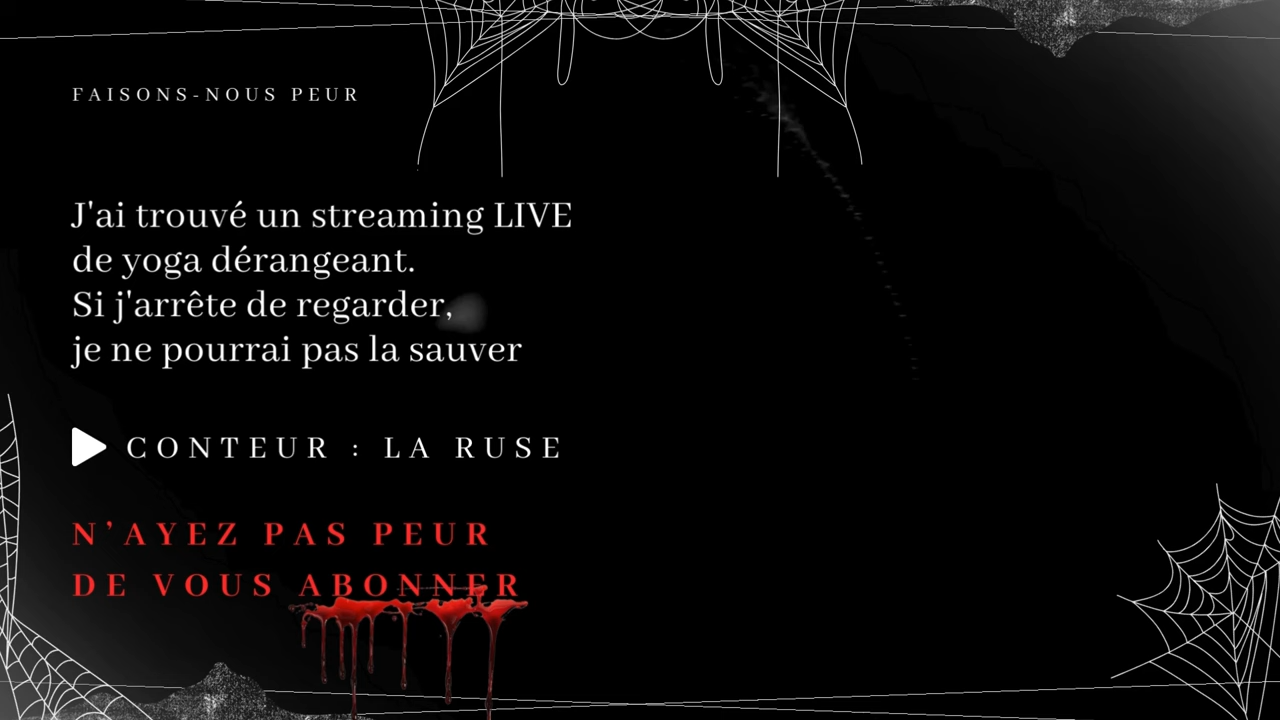 FAISONS-NOUS PEUR
J'ai trouvé un streaming LIVE
de yoga dérangeant.
Si j'arrête de regarder,
je ne pourrai pas la sauver
CONTEUR : LA RUSE
N'AYEZ PAS PEUR
DE VOUS ABONNER